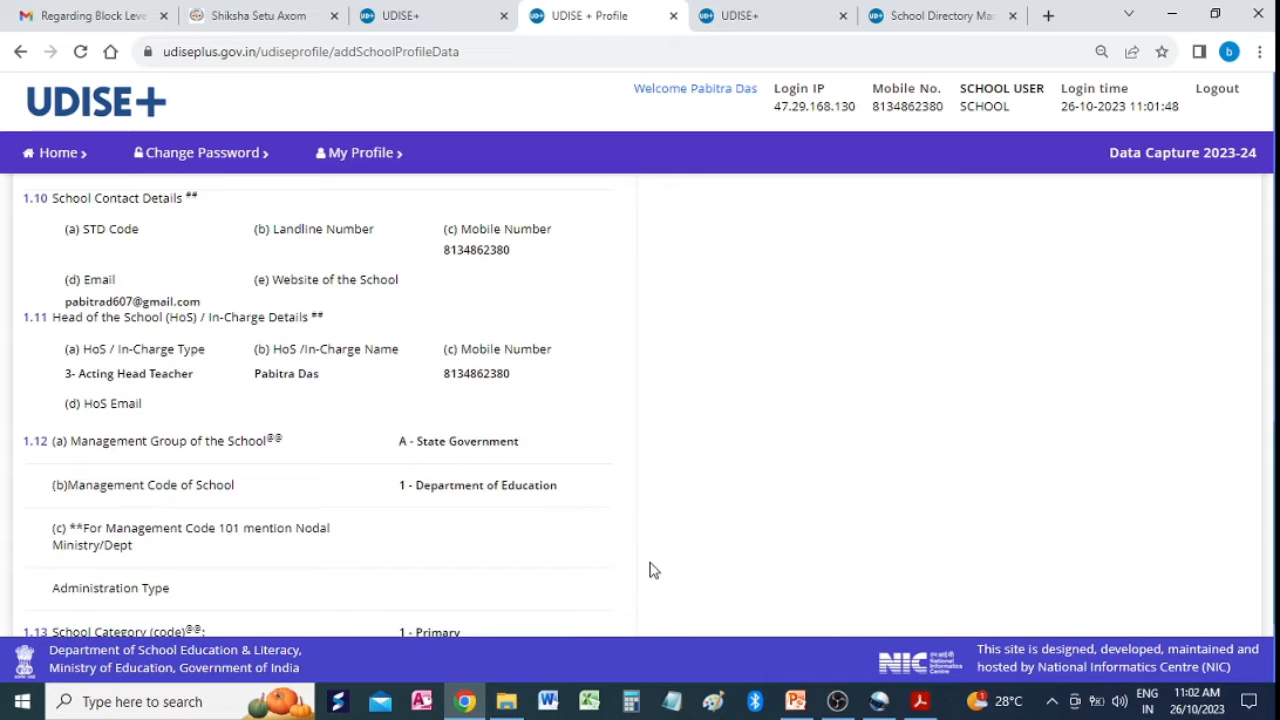 Regarding Block Leve
Shiksha Setu Axom
UDISE+
UDISE + Profile
UDISE+
School Directory Mar
udiseplus.gov.in/udiseprofile/addSchoolProfileData
b
UDISE+
Welcome Pabitra Das
Login IP
47.29.168.130
Mobile No.
8134862380
SCHOOL USER
SCHOOL
Login time
26-10-2023 11:01:48
Logout
Home
Change Password
My Profile
Data Capture 2023-24
1.10 School Contact Details ##
(a) STD Code (b) Landline Number (c) Mobile Number
8134862380
(d) Email (e) Website of the School
pabitrad607@gmail.com
1.11 Head of the School (HoS) / In-Charge Details ##
(a) HoS / In-Charge Type (b) HoS /In-Charge Name (c) Mobile Number
3- Acting Head Teacher Pabitra Das 8134862380
(d) HoS Email
1.12 (a) Management Group of the School@@ A - State Government
(b)Management Code of School 1 - Department of Education
(c) **For Management Code 101 mention Nodal
Ministry/Dept
Administration Type
1.13 School Category (code)@@: 1 - Primary
Department of School Education & Literacy,
Ministry of Education, Government of India
NIC National Informatics Centre
This site is designed, developed, maintained and
hosted by National Informatics Centre (NIC)
Type here to search
28°C
ENG
IN
11:02 AM
26/10/2023